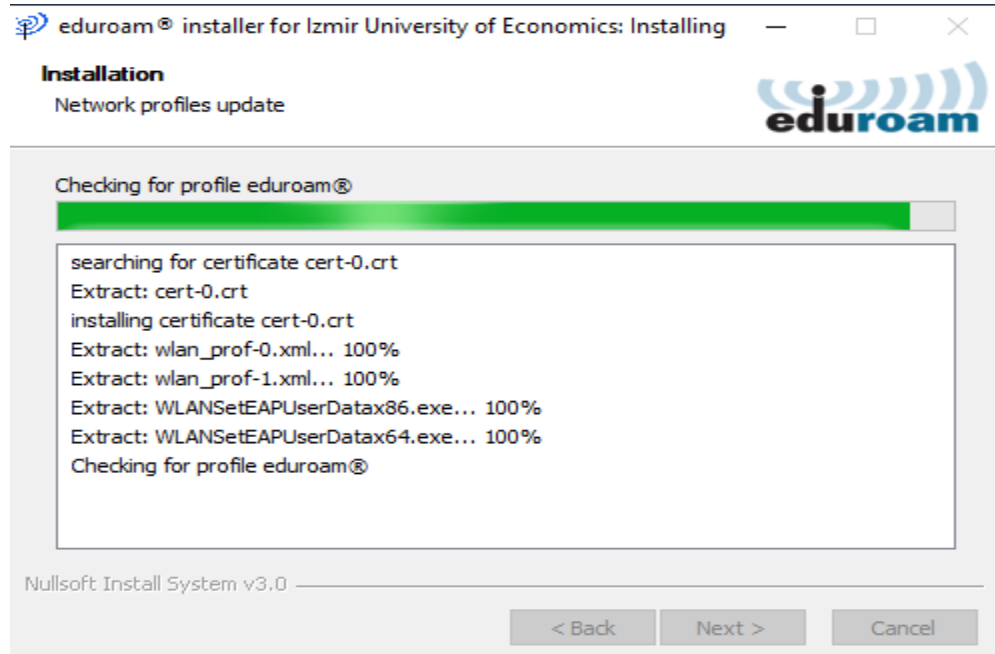 eduroam® installer for Izmir University of Economics: Installing
Installation
Network profiles update
eduroam
Checking for profile eduroam®
searching for certificate cert-0.crt
Extract: cert-0.crt
installing certificate cert-0.crt
Extract: wlan_prof-0.xml... 100%
Extract: wlan_prof-1.xml... 100%
Extract: WLANSetEAPUserDatax86.exe... 100%
Extract: WLANSetEAPUserDatax64.exe... 100%
Checking for profile eduroam®
Nullsoft Install System v3.0
< Back Next > Cancel